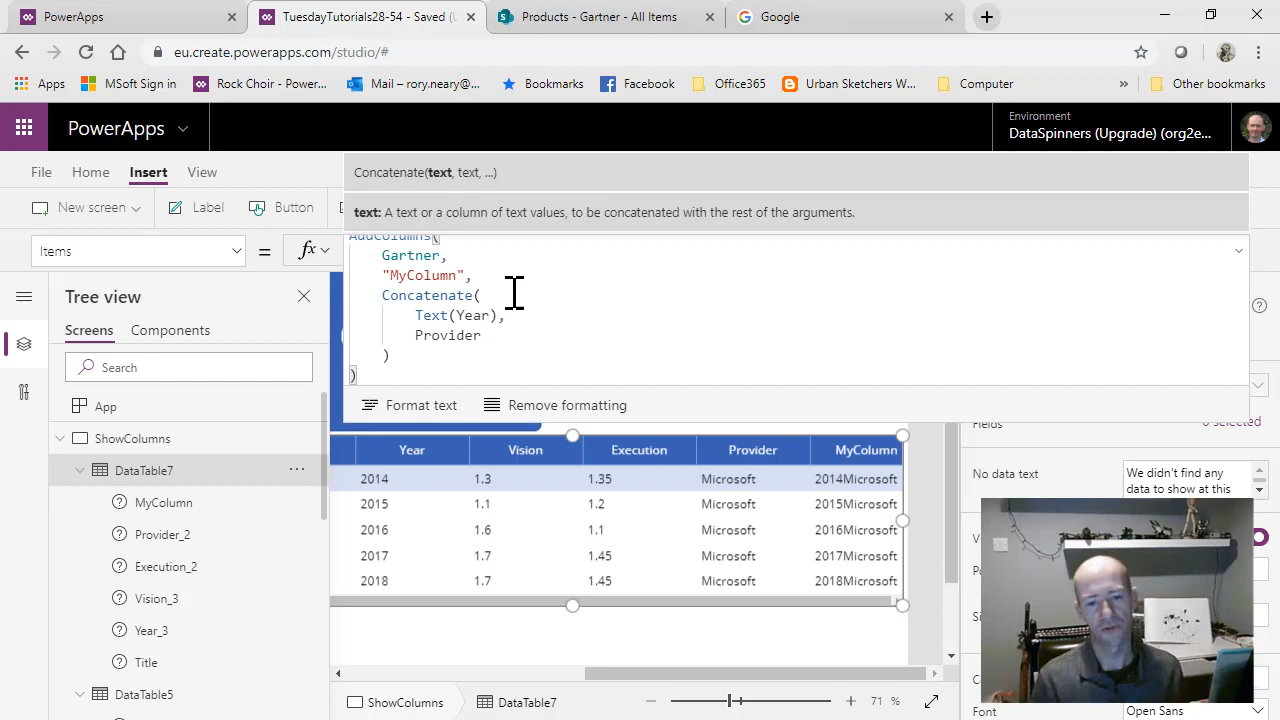 PowerApps
TuesdayTutorials28-54 - Saved (U
Products - Gartner - All Items
Google
eu.create.powerapps.com/studio/#
Apps
MSoft Sign in
Rock Choir - Power...
Mail – rory.neary@...
Bookmarks
Facebook
Office365
Urban Sketchers W...
Computer
»
Other bookmarks
PowerApps
Environment
DataSpinners (Upgrade) (org2e...
File
Home
Insert
View
Concatenate(text, text, ...)
New screen
Label
Button
text: A text or a column of text values, to be concatenated with the rest of the arguments.
Items
=
fx
AddColumns(
Gartner,
"MyColumn",
Concatenate(
Text(Year),
Provider
)
)
Format text
Remove formatting
Tree view
Screens
Components
Search
App
ShowColumns
DataTable7
...
MyColumn
Provider_2
Execution_2
Vision_3
Year_3
Title
DataTable5
Year Vision Execution Provider MyColumn
2014 1.3 1.35 Microsoft 2014Microsoft
2015 1.1 1.2 Microsoft 2015Microsoft
2016 1.6 1.1 Microsoft 2016Microsoft
2017 1.7 1.45 Microsoft 2017Microsoft
2018 1.7 1.45 Microsoft 2018Microsoft
Fields
selected
No data text
We didn't find any
data to show at this
Font
Open Sans
ShowColumns
DataTable7
71 %